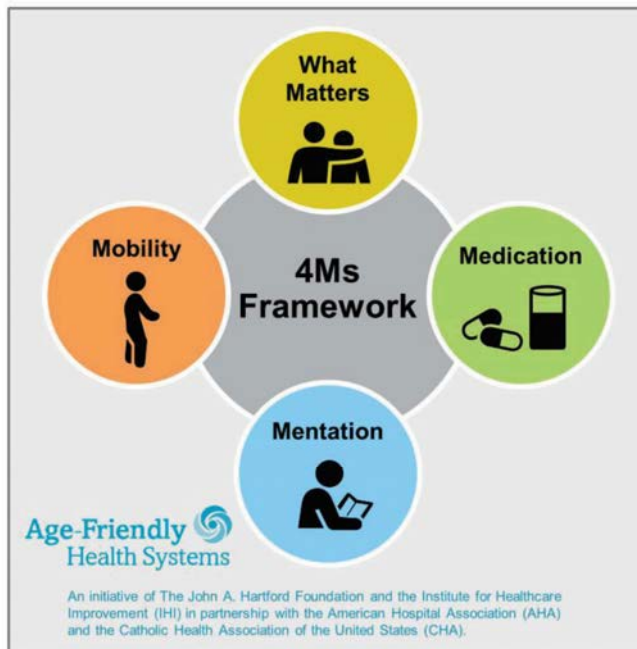 What
Matters
Mobility
4Ms
Framework
Medication
Mentation
Age-Friendly
Health Systems
An initiative of The John A. Hartford Foundation and the Institute for Healthcare
Improvement (IHI) in partnership with the American Hospital Association (AHA)
and the Catholic Health Association of the United States (CHA).